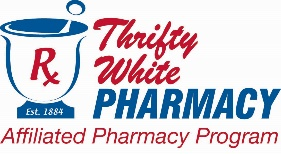 Rx
Est. 1884
Thrifty
White
PHARMACY
Affiliated Pharmacy Program